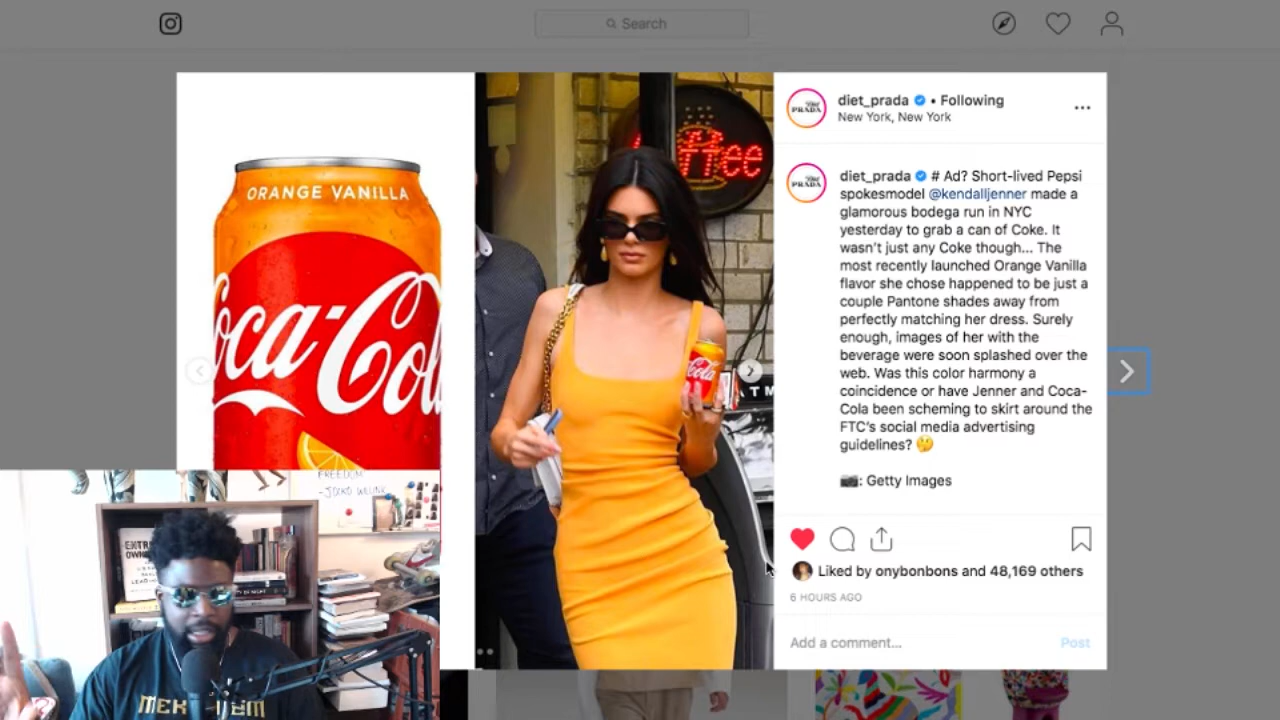 Search
diet_prada • Following
New York, New York
diet_prada # Ad? Short-lived Pepsi
spokesmodel @kendalljenner made a
glamorous bodega run in NYC
yesterday to grab a can of Coke. It
wasn't just any Coke though... The
most recently launched Orange Vanilla
flavor she chose happened to be just a
couple Pantone shades away from
perfectly matching her dress. Surely
enough, images of her with the
beverage were soon splashed over the
web. Was this color harmony a
coincidence or have Jenner and Coca-
Cola been scheming to skirt around the
FTC's social media advertising
guidelines? 🤔
📷: Getty Images
Liked by onybonbons and 48,169 others
6 HOURS AGO
Add a comment... Post
ORANGE VANILLA
Coca-Cola
Cola
ATM
FREEDOM